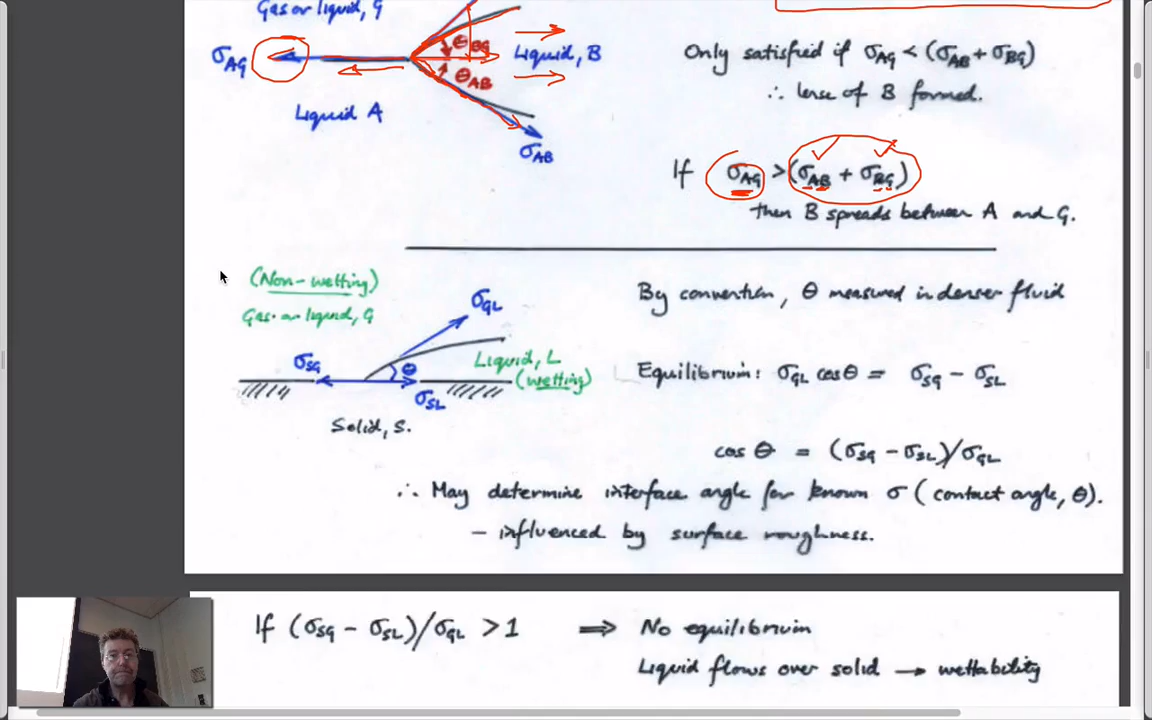 Gas or liquid, G
σAG
θBG
Liquid, B
θAB
Liquid A
σAB
Only satisfied if σAG < (σAB + σBG)
∴ lense of B formed.
If σAG > (σAB + σBG)
then B spreads between A and G.
(Non-wetting)
Gas or liquid, G
σGL
σSG
θ
Liquid, L
(wetting)
σSL
Solid, S.
By convention, θ measured in denser fluid
Equilibrium: σGL cosθ = σSG - σSL
cos θ = (σSG - σSL)/σGL
∴ May determine interface angle for known σ (contact angle, θ).
- influenced by surface roughness.
If (σSG - σSL)/σGL > 1 ⟹ No equilibrium
Liquid flows over solid → wettability